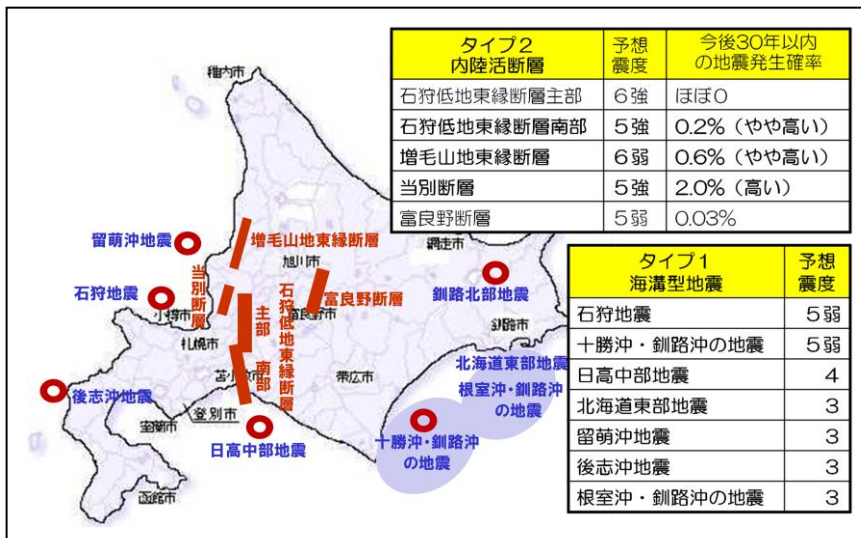 タイプ2
内陸活断層
予想
震度
今後30年以内
の地震発生確率
石狩低地東縁断層主部 6強 ほぼ0
石狩低地東縁断層南部 5強 0.2%（やや高い）
増毛山地東縁断層 6弱 0.6%（やや高い）
当別断層 5強 2.0%（高い）
富良野断層 5弱 0.03%
タイプ1
海溝型地震
予想
震度
石狩地震 5弱
十勝沖・釧路沖の地震 5弱
日高中部地震 4
北海道東部地震 3
留萌沖地震 3
後志沖地震 3
根室沖・釧路沖の地震 3
稚内市
留萌沖地震
増毛山地東縁断層
旭川市
網走市
石狩地震
小樽市
当別断層
主部
南部
石狩低地東縁断層
富良野断層
富良野市
釧路北部地震
釧路市
札幌市
帯広市
北海道東部地震
根室沖・釧路沖
の地震
後志沖地震
登別市
室蘭市
日高中部地震
十勝沖・釧路沖
の地震
函館市